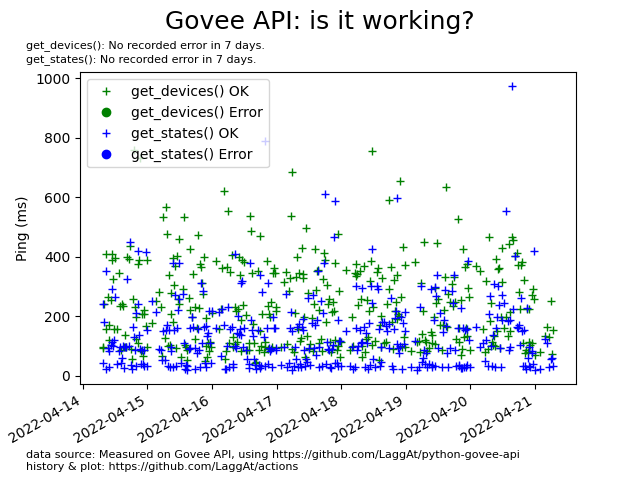 Govee API: is it working?
get_devices(): No recorded error in 7 days.
get_states(): No recorded error in 7 days.
1000
800
600
400
200
0
Ping (ms)
get_devices() OK
get_devices() Error
get_states() OK
get_states() Error
2022-04-14
2022-04-15
2022-04-16
2022-04-17
2022-04-18
2022-04-19
2022-04-20
2022-04-21
data source: Measured on Govee API, using https://github.com/LaggAt/python-govee-api
history & plot: https://github.com/LaggAt/actions